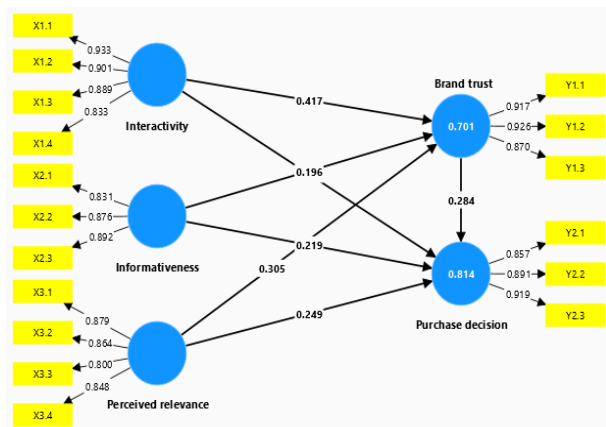 X1.1
0.933
X1.2
0.901
X1.3
0.889
X1.4
0.833
Interactivity
X2.1
0.831
X2.2
0.876
X2.3
0.892
Informativeness
X3.1
0.879
X3.2
0.864
X3.3
0.800
X3.4
0.848
Perceived relevance
0.417
0.196
0.219
0.305
0.249
Brand trust
0.701
0.284
0.814
Purchase decision
0.917
Y1.1
0.926
Y1.2
0.870
Y1.3
0.857
Y2.1
0.891
Y2.2
0.919
Y2.3